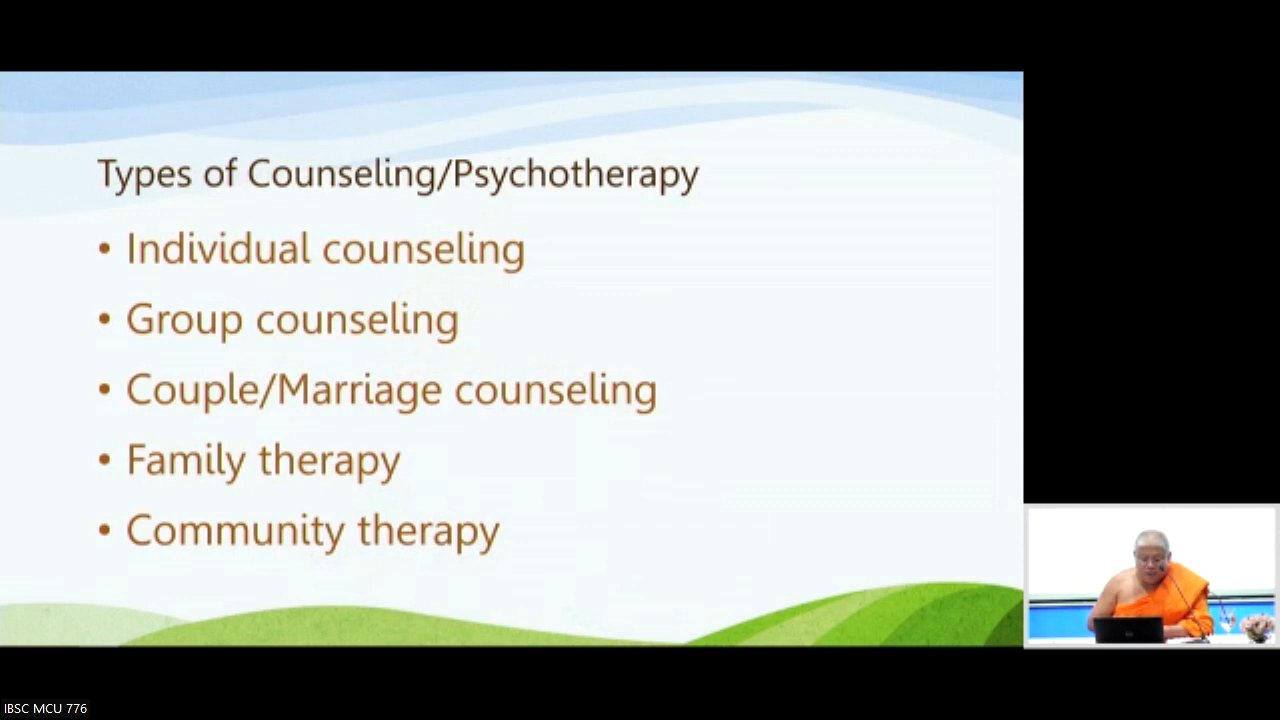 Types of Counseling/Psychotherapy
• Individual counseling
• Group counseling
• Couple/Marriage counseling
• Family therapy
• Community therapy
IBSC MCU 776